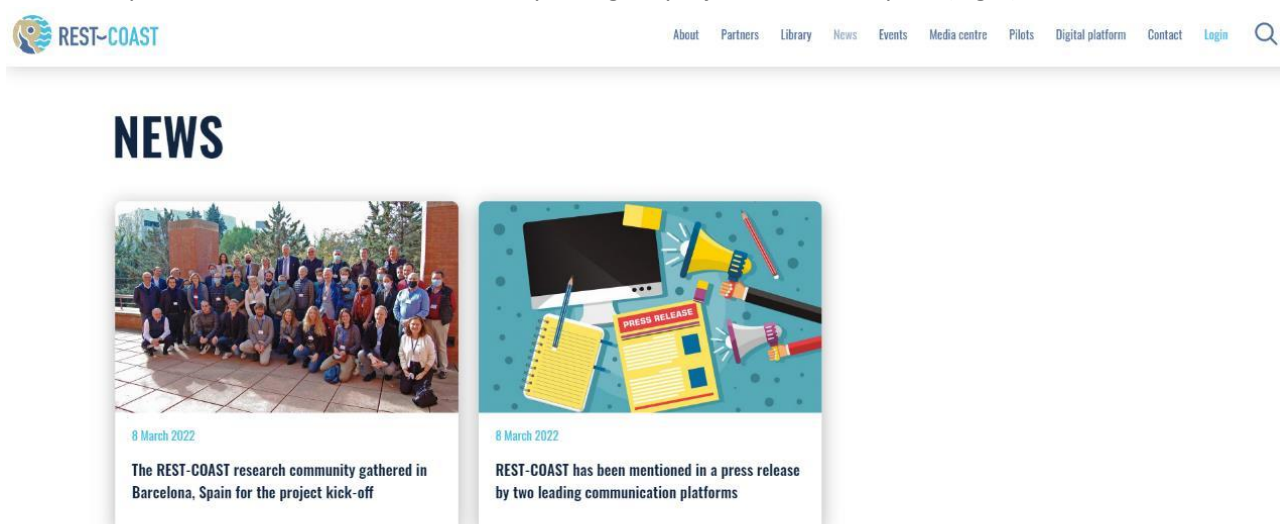 REST~COAST
About Partners Library News Events Media centre Pilots Digital platform Contact Login
NEWS
PRESS RELEASE
8 March 2022
The REST-COAST research community gathered in
Barcelona, Spain for the project kick-off
8 March 2022
REST-COAST has been mentioned in a press release
by two leading communication platforms